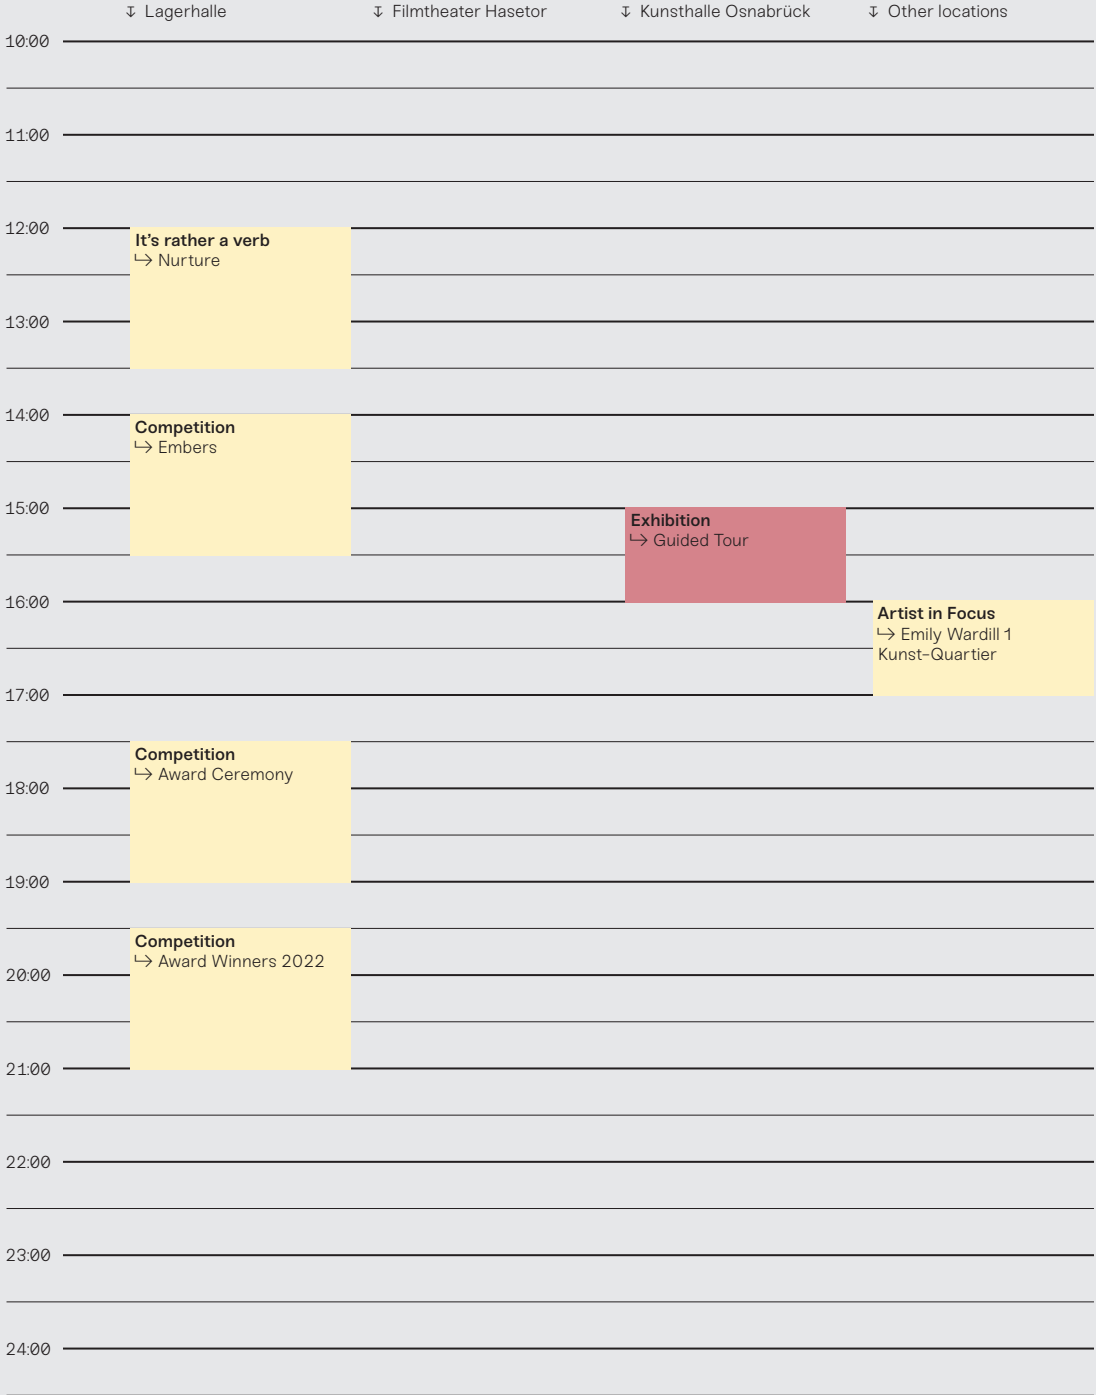 ↧ Lagerhalle ↧ Filmtheater Hasetor ↧ Kunsthalle Osnabrück ↧ Other locations
10:00
11:00
12:00
It's rather a verb
↳ Nurture
13:00
14:00
Competition
↳ Embers
15:00
Exhibition
↳ Guided Tour
16:00
Artist in Focus
↳ Emily Wardill 1
Kunst-Quartier
17:00
Competition
↳ Award Ceremony
18:00
19:00
Competition
↳ Award Winners 2022
20:00
21:00
22:00
23:00
24:00